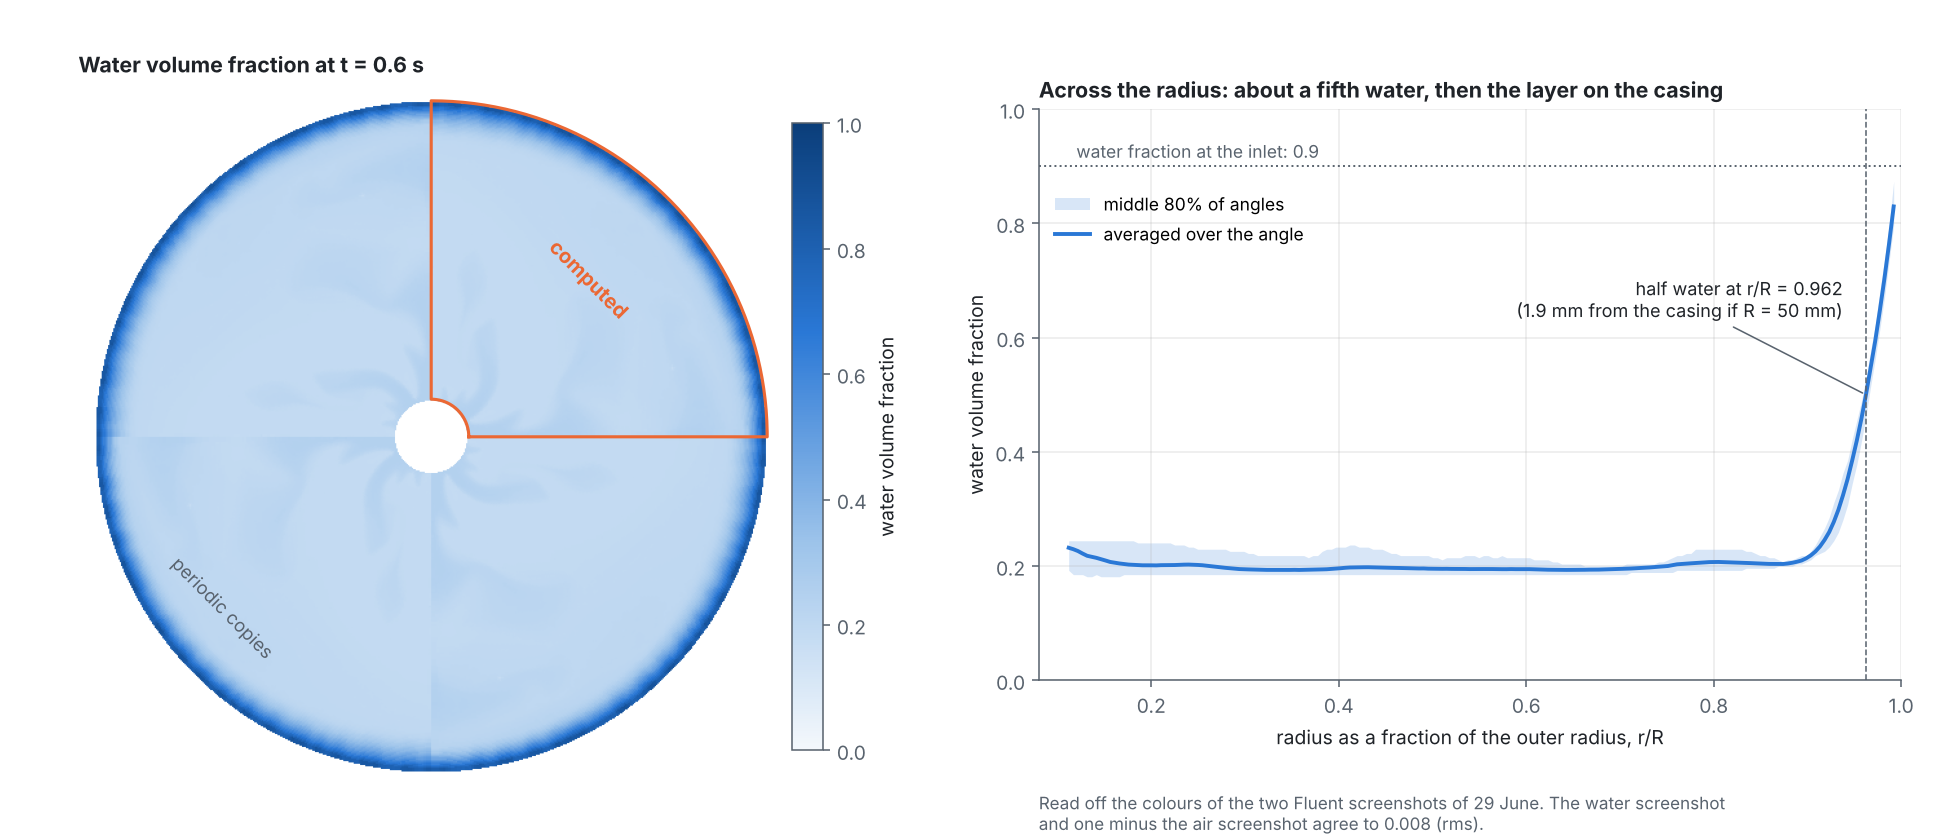 Water volume fraction at t = 0.6 s
computed
periodic copies
1.0
0.8
0.6
0.4
0.2
0.0
water volume fraction
Across the radius: about a fifth water, then the layer on the casing
1.0
0.8
0.6
0.4
0.2
0.0
water volume fraction
water fraction at the inlet: 0.9
middle 80% of angles
averaged over the angle
half water at r/R = 0.962
(1.9 mm from the casing if R = 50 mm)
0.2
0.4
0.6
0.8
1.0
radius as a fraction of the outer radius, r/R
Read off the colours of the two Fluent screenshots of 29 June. The water screenshot
and one minus the air screenshot agree to 0.008 (rms).